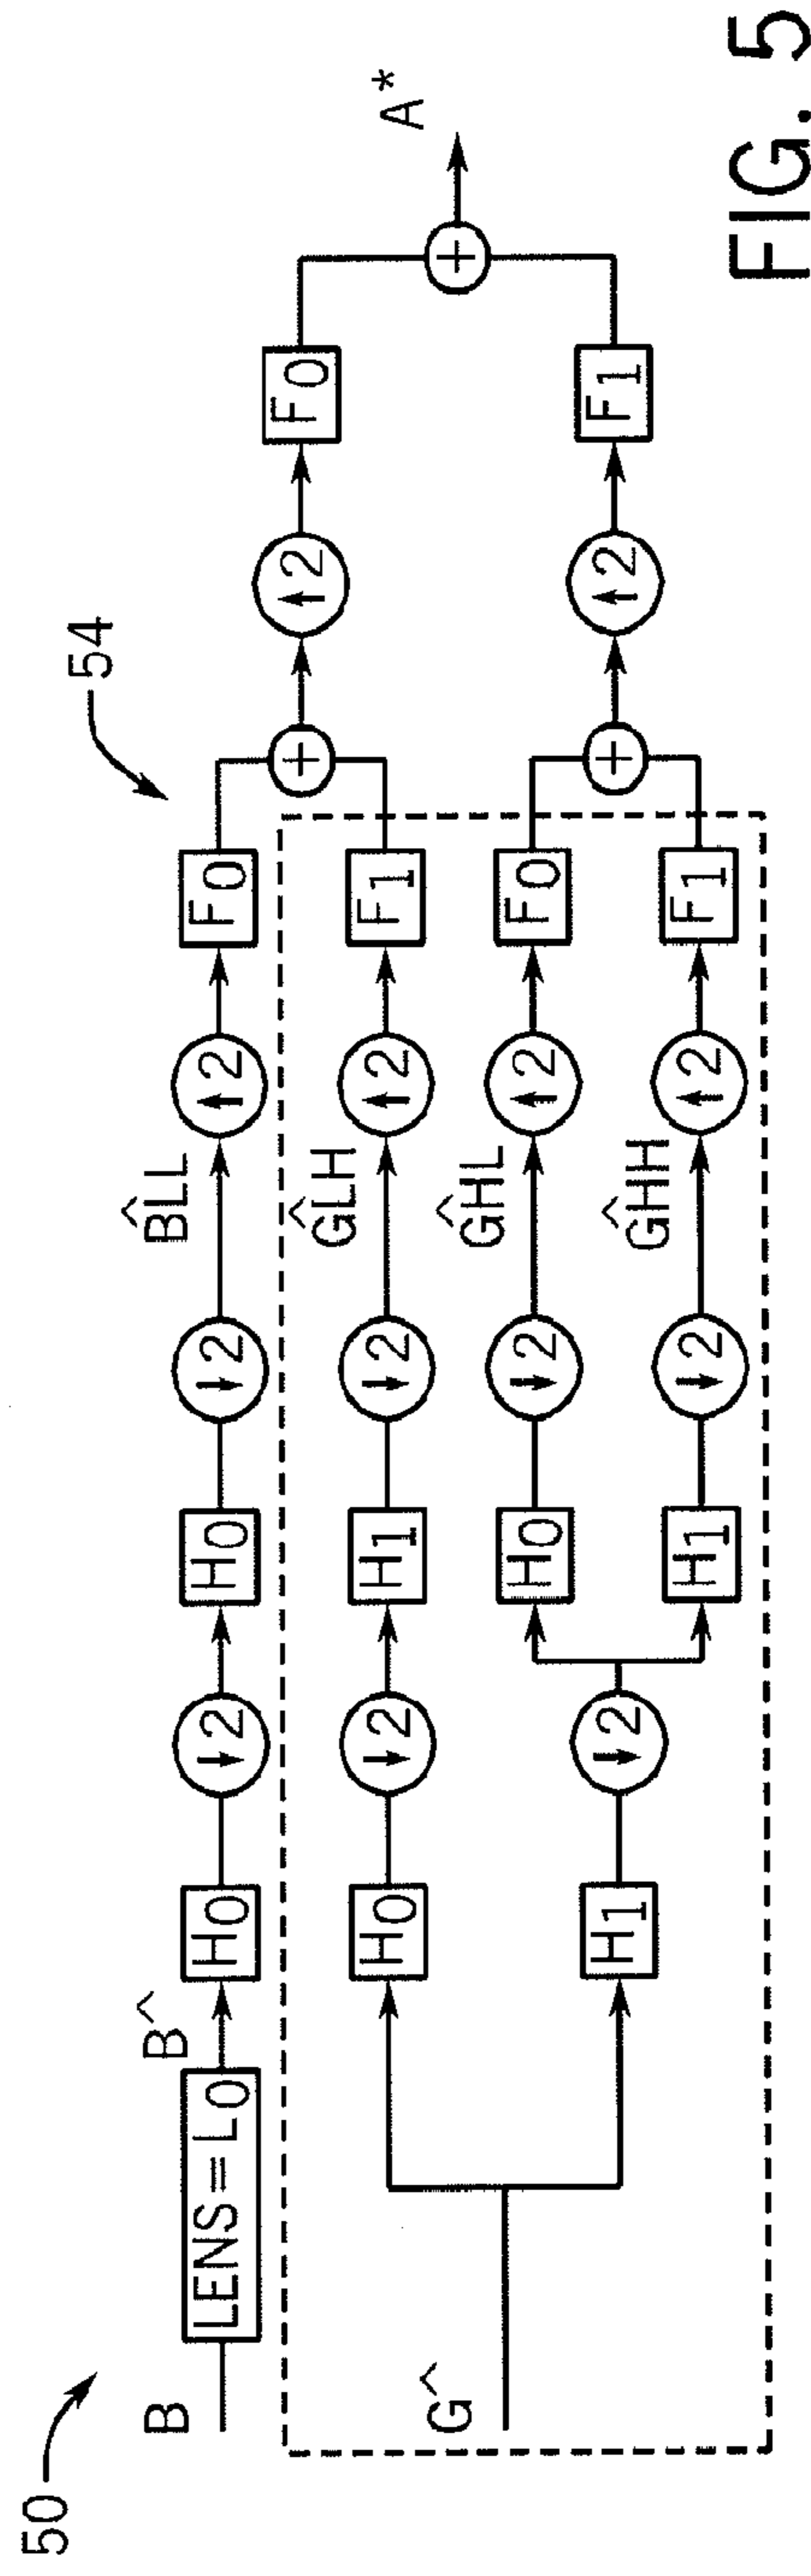 50
54
B
LENS=L0
B^
H0
↓2
H0
↓2
B̂LL
↑2
F0
+
↑2
F0
+
A*
Ĝ
H0
↓2
H1
↓2
ĜLH
↑2
F1
H1
↓2
H0
↓2
ĜHL
↑2
F0
+
↑2
F1
H1
↓2
ĜHH
↑2
F1
FIG. 5